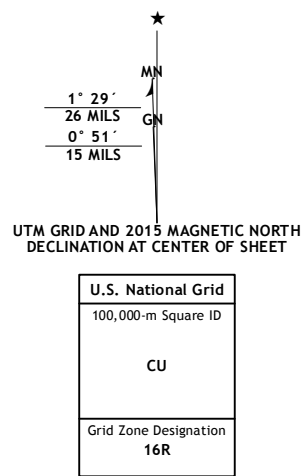 ★
MN
1° 29´
26 MILS
GN
0° 51´
15 MILS
UTM GRID AND 2015 MAGNETIC NORTH
DECLINATION AT CENTER OF SHEET
U.S. National Grid
100,000-m Square ID
CU
Grid Zone Designation
16R